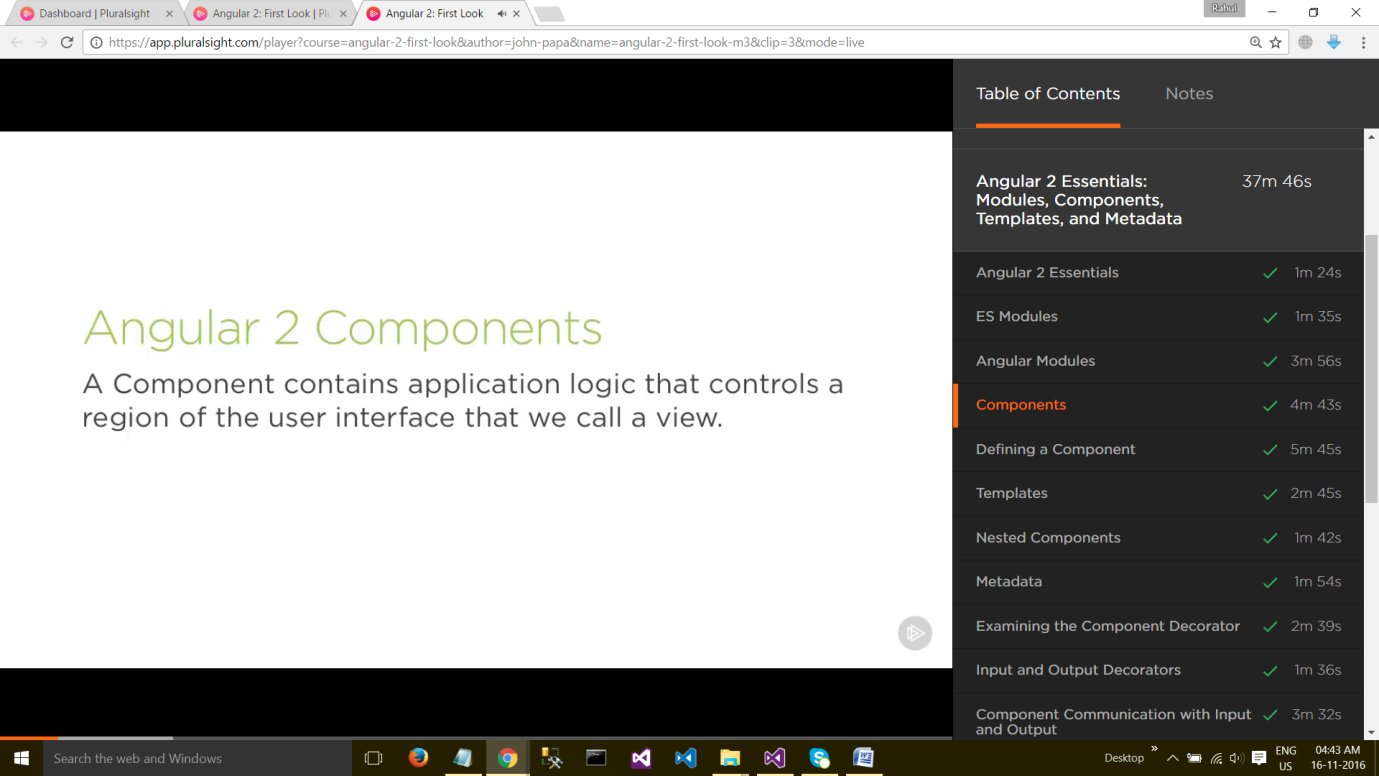 Dashboard | Pluralsight
Angular 2: First Look | Pl
Angular 2: First Look
Rahul
https://app.pluralsight.com/player?course=angular-2-first-look&author=john-papa&name=angular-2-first-look-m3&clip=3&mode=live
Angular 2 Components
A Component contains application logic that controls a
region of the user interface that we call a view.
Table of Contents
Notes
Angular 2 Essentials: 37m 46s
Modules, Components,
Templates, and Metadata
Angular 2 Essentials 1m 24s
ES Modules 1m 35s
Angular Modules 3m 56s
Components 4m 43s
Defining a Component 5m 45s
Templates 2m 45s
Nested Components 1m 42s
Metadata 1m 54s
Examining the Component Decorator 2m 39s
Input and Output Decorators 1m 36s
Component Communication with Input 3m 32s
and Output
Search the web and Windows
Desktop
ENG
US
04:43 AM
16-11-2016